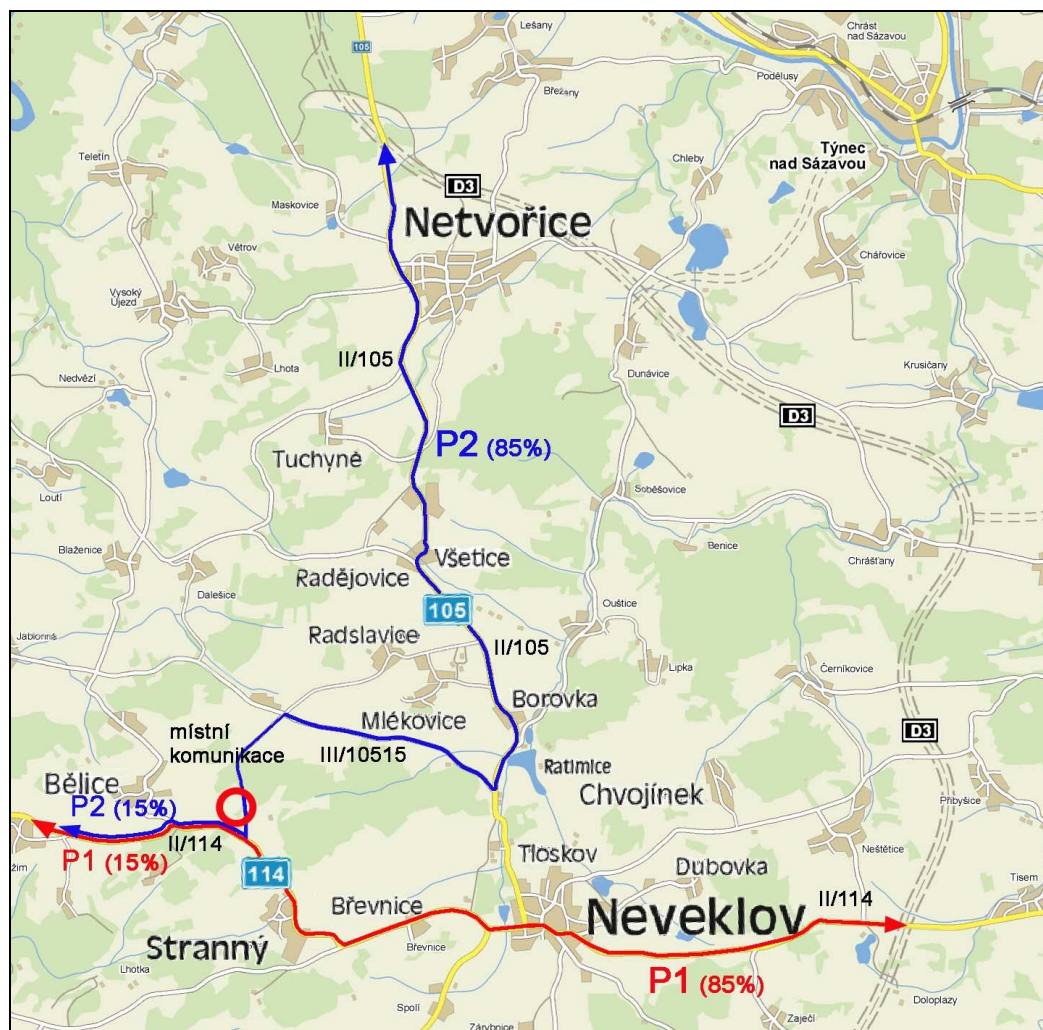 105
Lešany
Chrást
nad Sázavou
Břežany
Podělusy
Teletín
Chleby
Týnec
nad Sázavou
D3
Maskovice
Netvořice
Větrov
Chářovice
Vysoký
Újezd
II/105
Lhota
Nedvězí
Dunávice
Krusičany
D3
P2 (85%)
Tuchyně
Loutí
Soběšovice
Blaženice
Všetice
Benice
Chrášťany
Radějovice
Dalešice
105
Ouštice
Radslavice
II/105
Jablonná
Lipka
Černíkovice
Borovka
místní
komunikace
Mlékovice
D3
III/10515
Ratimice
Bělice
Chvojínek
P2 (15%)
Přibyšice
II/114
P1 (15%)
žim
Tloskov
Neštětice
114
Dubovka
Tisem
II/114
Břevnice
Neveklov
Stranný
Břevnice
P1 (85%)
Lhotka
Spolí
Doloplazy
Zárybnice
Zaječí